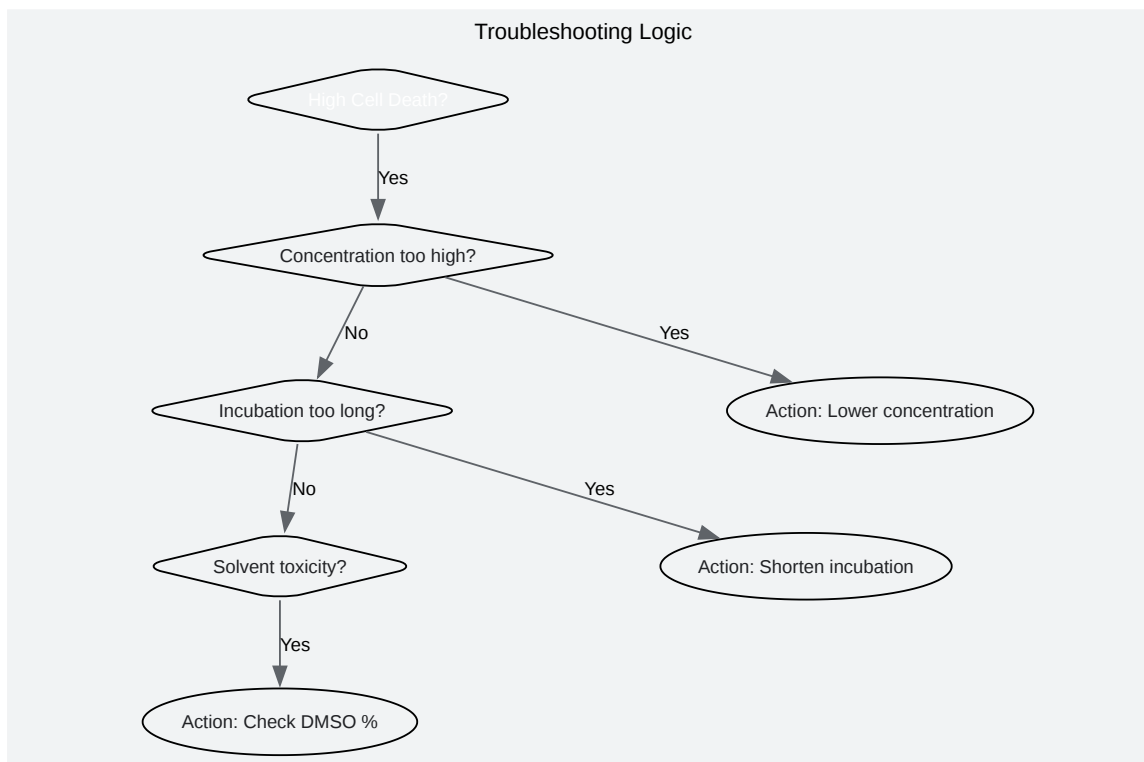 Troubleshooting Logic
High Cell Death?
Yes
Concentration too high?
No
Yes
Incubation too long?
Action: Lower concentration
No
Yes
Solvent toxicity?
Action: Shorten incubation
Yes
Action: Check DMSO %